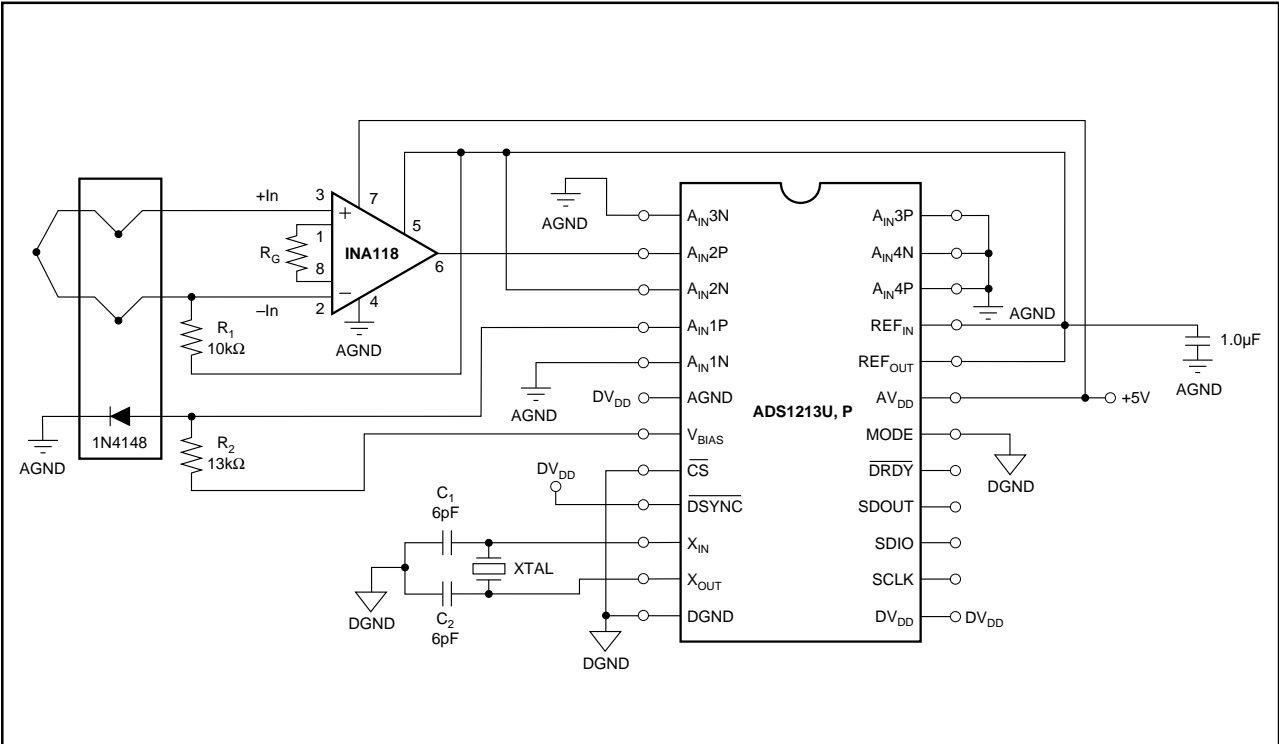 +In
3
7
+
1
5
INA118
R_G
8
6
–
–In
2
4
AGND
R_1
10kΩ
AGND
1N4148
R_2
13kΩ
AGND
AGND
DV_DD
DV_DD
C_1
6pF
XTAL
C_2
6pF
DGND
DGND
A_IN3N
A_IN2P
A_IN2N
A_IN1P
A_IN1N
AGND
V_BIAS
CS
DSYNC
X_IN
X_OUT
DGND
ADS1213U, P
A_IN3P
A_IN4N
A_IN4P
REF_IN
REF_OUT
AV_DD
MODE
DRDY
SDOUT
SDIO
SCLK
DV_DD
AGND
1.0µF
AGND
+5V
DGND
DV_DD